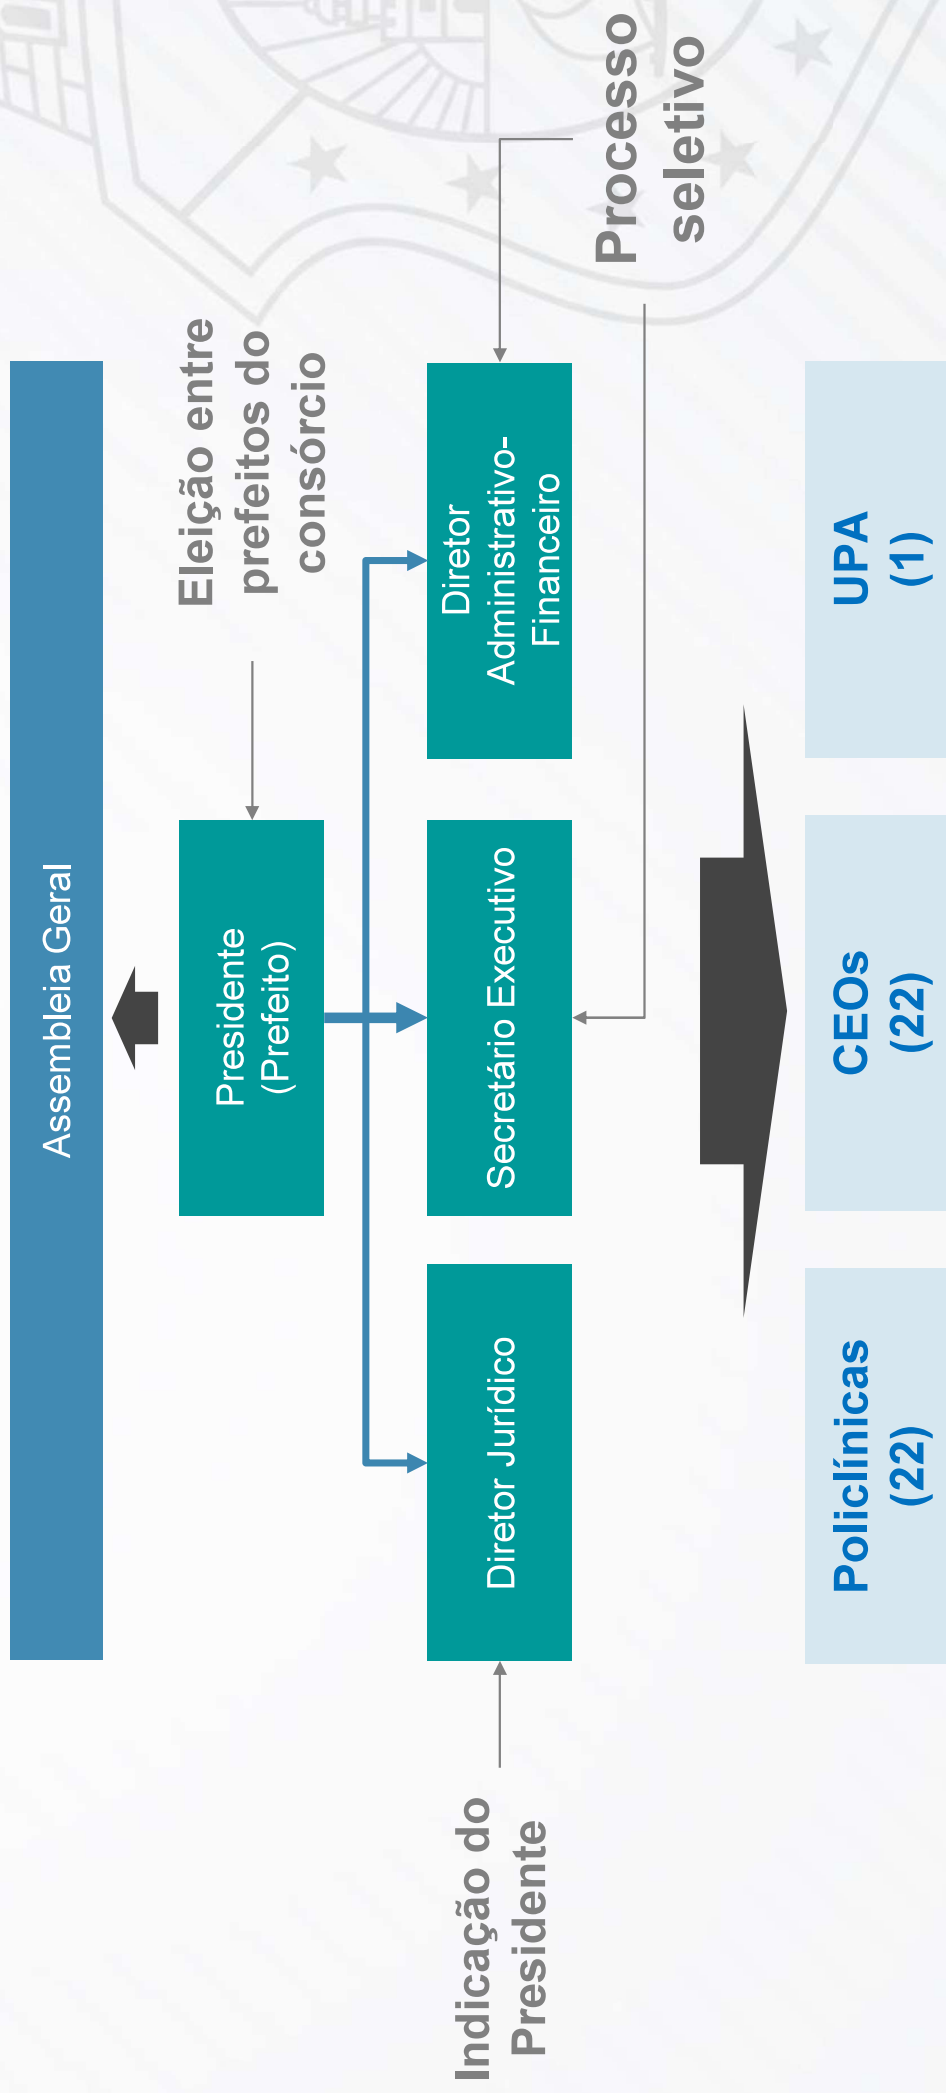 Assembleia Geral
Presidente
(Prefeito)
Eleição entre
prefeitos do
consórcio
Indicação do
Presidente
Diretor Jurídico
Secretário Executivo
Diretor
Administrativo-
Financeiro
Processo
seletivo
Policlínicas
(22)
CEOs
(22)
UPA
(1)